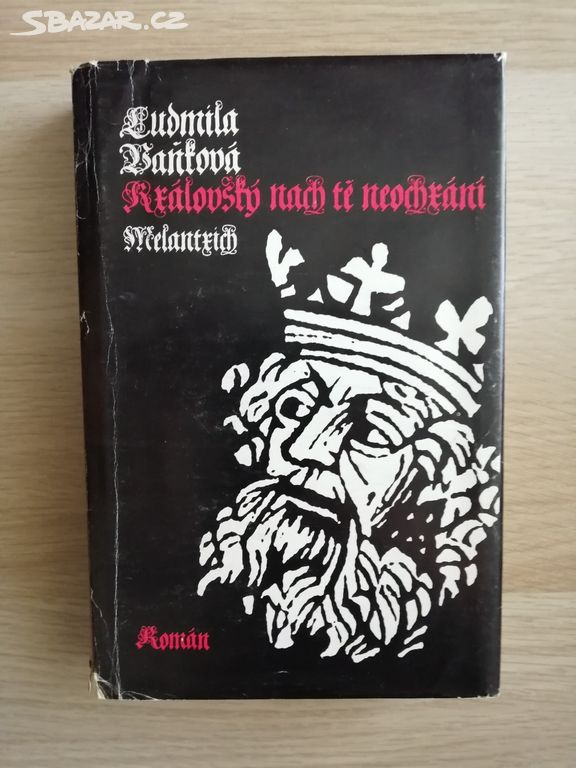 SBAZAR.CZ
Ludmila
Vaňková
Královský nach tě neochrání
Melantrich
Román